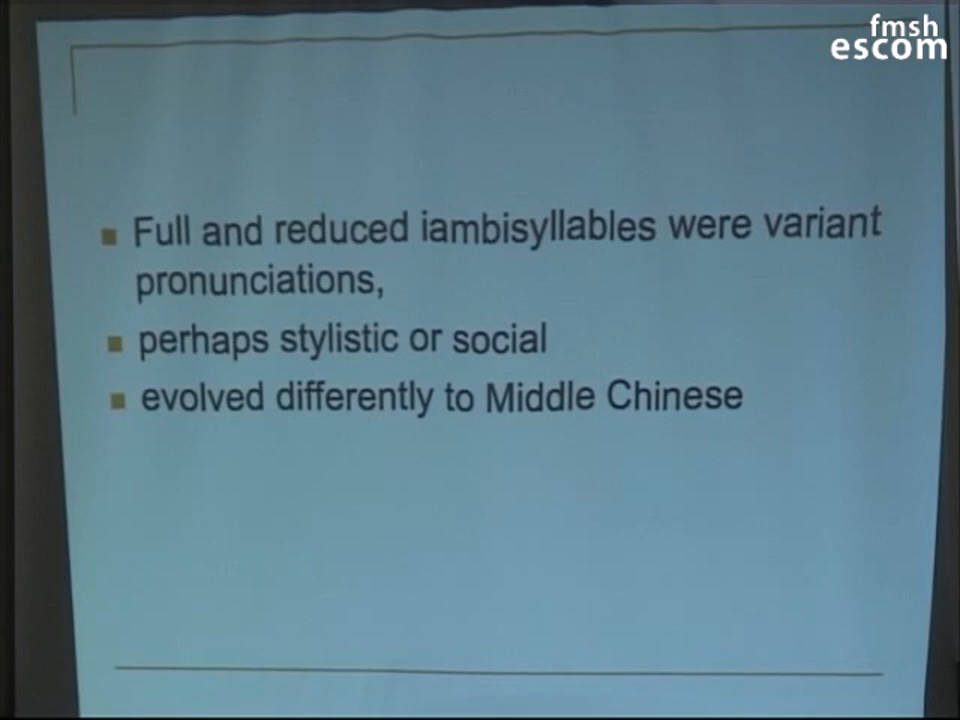 fmsh
escom
Full and reduced iambisyllables were variant
pronunciations,
perhaps stylistic or social
evolved differently to Middle Chinese